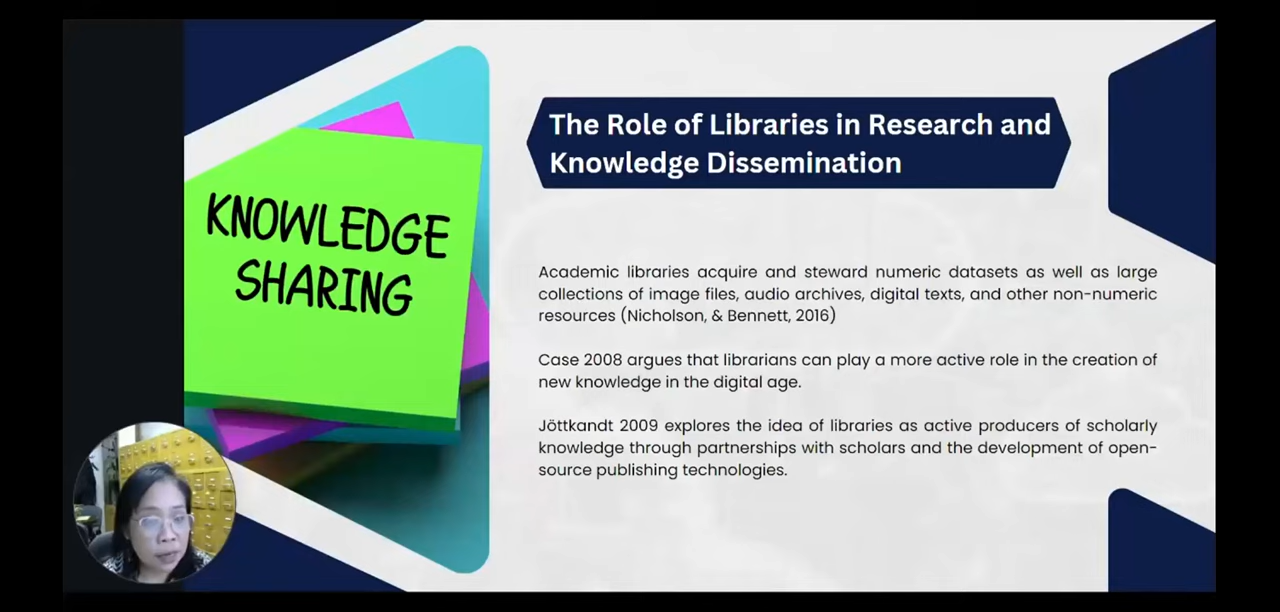 KNOWLEDGE
SHARING
The Role of Libraries in Research and
Knowledge Dissemination
Academic libraries acquire and steward numeric datasets as well as large
collections of image files, audio archives, digital texts, and other non-numeric
resources (Nicholson, & Bennett, 2016)
Case 2008 argues that librarians can play a more active role in the creation of
new knowledge in the digital age.
Jöttkandt 2009 explores the idea of libraries as active producers of scholarly
knowledge through partnerships with scholars and the development of open-
source publishing technologies.